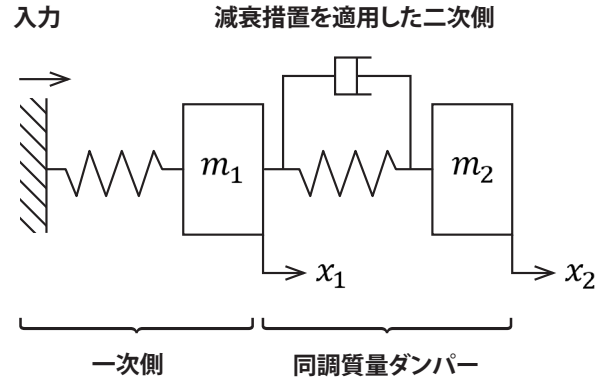 入力
減衰措置を適用した二次側
m₁
m₂
x₁
x₂
一次側
同調質量ダンパー